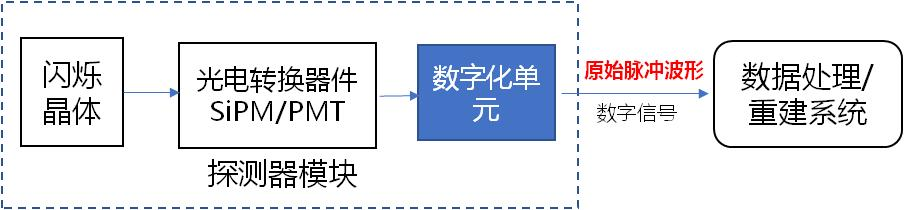 闪烁
晶体
光电转换器件
SiPM/PMT
数字化单
元
探测器模块
原始脉冲波形
数字信号
数据处理/
重建系统